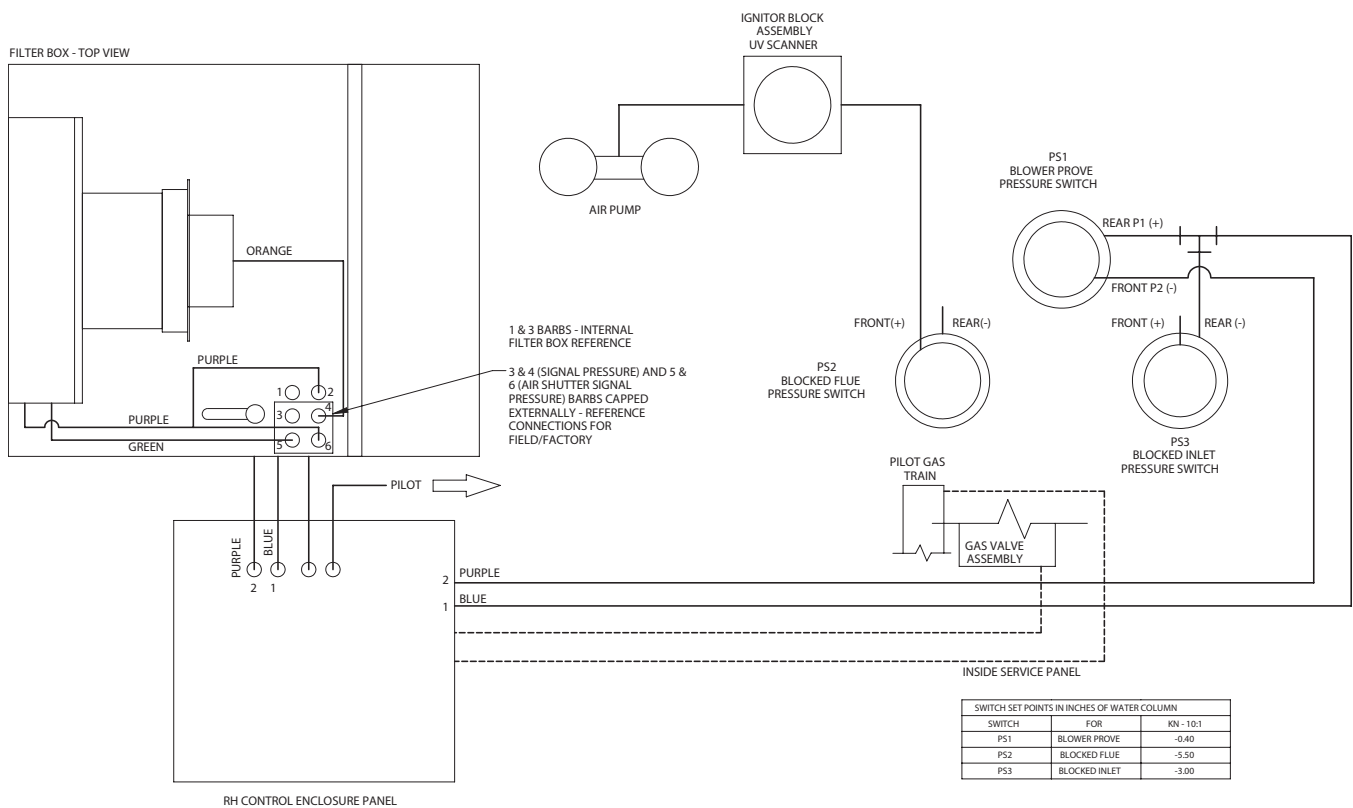 IGNITOR BLOCK
ASSEMBLY
UV SCANNER
FILTER BOX - TOP VIEW
AIR PUMP
PS1
BLOWER PROVE
PRESSURE SWITCH
REAR P1 (+)
FRONT P2 (-)
ORANGE
1 & 3 BARBS - INTERNAL
FILTER BOX REFERENCE
3 & 4 (SIGNAL PRESSURE) AND 5 &
6 (AIR SHUTTER SIGNAL
PRESSURE) BARBS CAPPED
EXTERNALLY - REFERENCE
CONNECTIONS FOR
FIELD/FACTORY
FRONT(+)
REAR(-)
PS2
BLOCKED FLUE
PRESSURE SWITCH
FRONT (+)
REAR (-)
PS3
BLOCKED INLET
PRESSURE SWITCH
PURPLE
1
2
3
4
5
6
PURPLE
GREEN
PILOT
PILOT GAS
TRAIN
GAS VALVE
ASSEMBLY
PURPLE
BLUE
2
1
2
PURPLE
1
BLUE
INSIDE SERVICE PANEL
SWITCH SET POINTS IN INCHES OF WATER COLUMN
SWITCH FOR KN - 10:1
PS1 BLOWER PROVE -0.40
PS2 BLOCKED FLUE -5.50
PS3 BLOCKED INLET -3.00
RH CONTROL ENCLOSURE PANEL